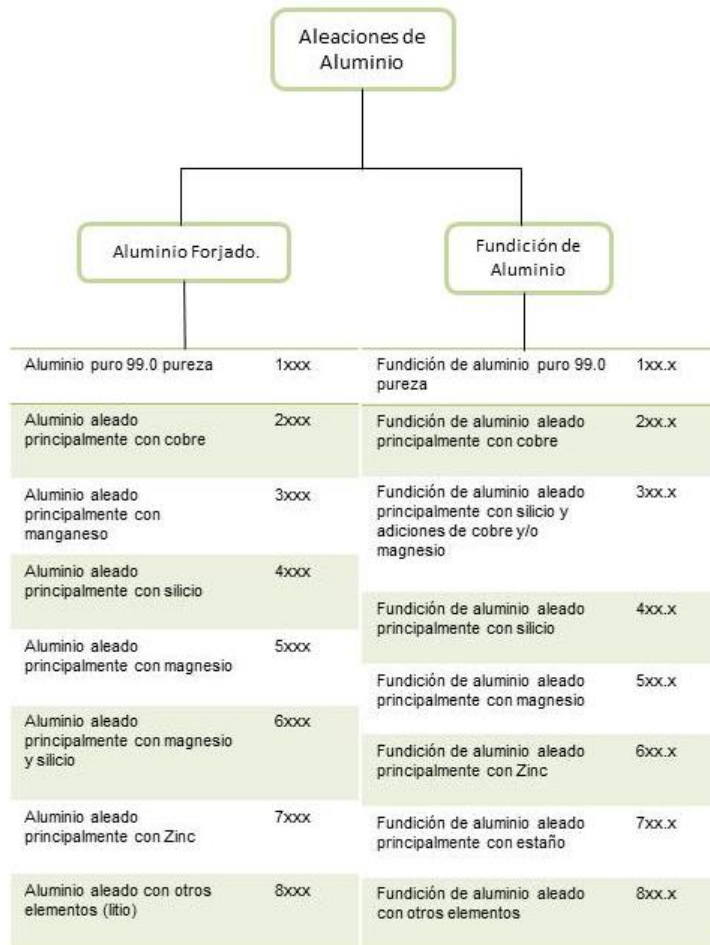 Aleaciones de
Aluminio
Aluminio Forjado.
Fundición de
Aluminio
Aluminio puro 99.0 pureza 1xxx
Aluminio aleado 2xxx
principalmente con cobre
Aluminio aleado 3xxx
principalmente con
manganeso
Aluminio aleado 4xxx
principalmente con silicio
Aluminio aleado 5xxx
principalmente con magnesio
Aluminio aleado 6xxx
principalmente con magnesio
y silicio
Aluminio aleado 7xxx
principalmente con Zinc
Aluminio aleado con otros 8xxx
elementos (litio)
Fundición de aluminio puro 99.0 1xx.x
pureza
Fundición de aluminio aleado 2xx.x
principalmente con cobre
Fundición de aluminio aleado 3xx.x
principalmente con silicio y
adiciones de cobre y/o
magnesio
Fundición de aluminio aleado 4xx.x
principalmente con silicio
Fundición de aluminio aleado 5xx.x
principalmente con magnesio
Fundición de aluminio aleado 6xx.x
principalmente con Zinc
Fundición de aluminio aleado 7xx.x
principalmente con estaño
Fundición de aluminio aleado 8xx.x
con otros elementos